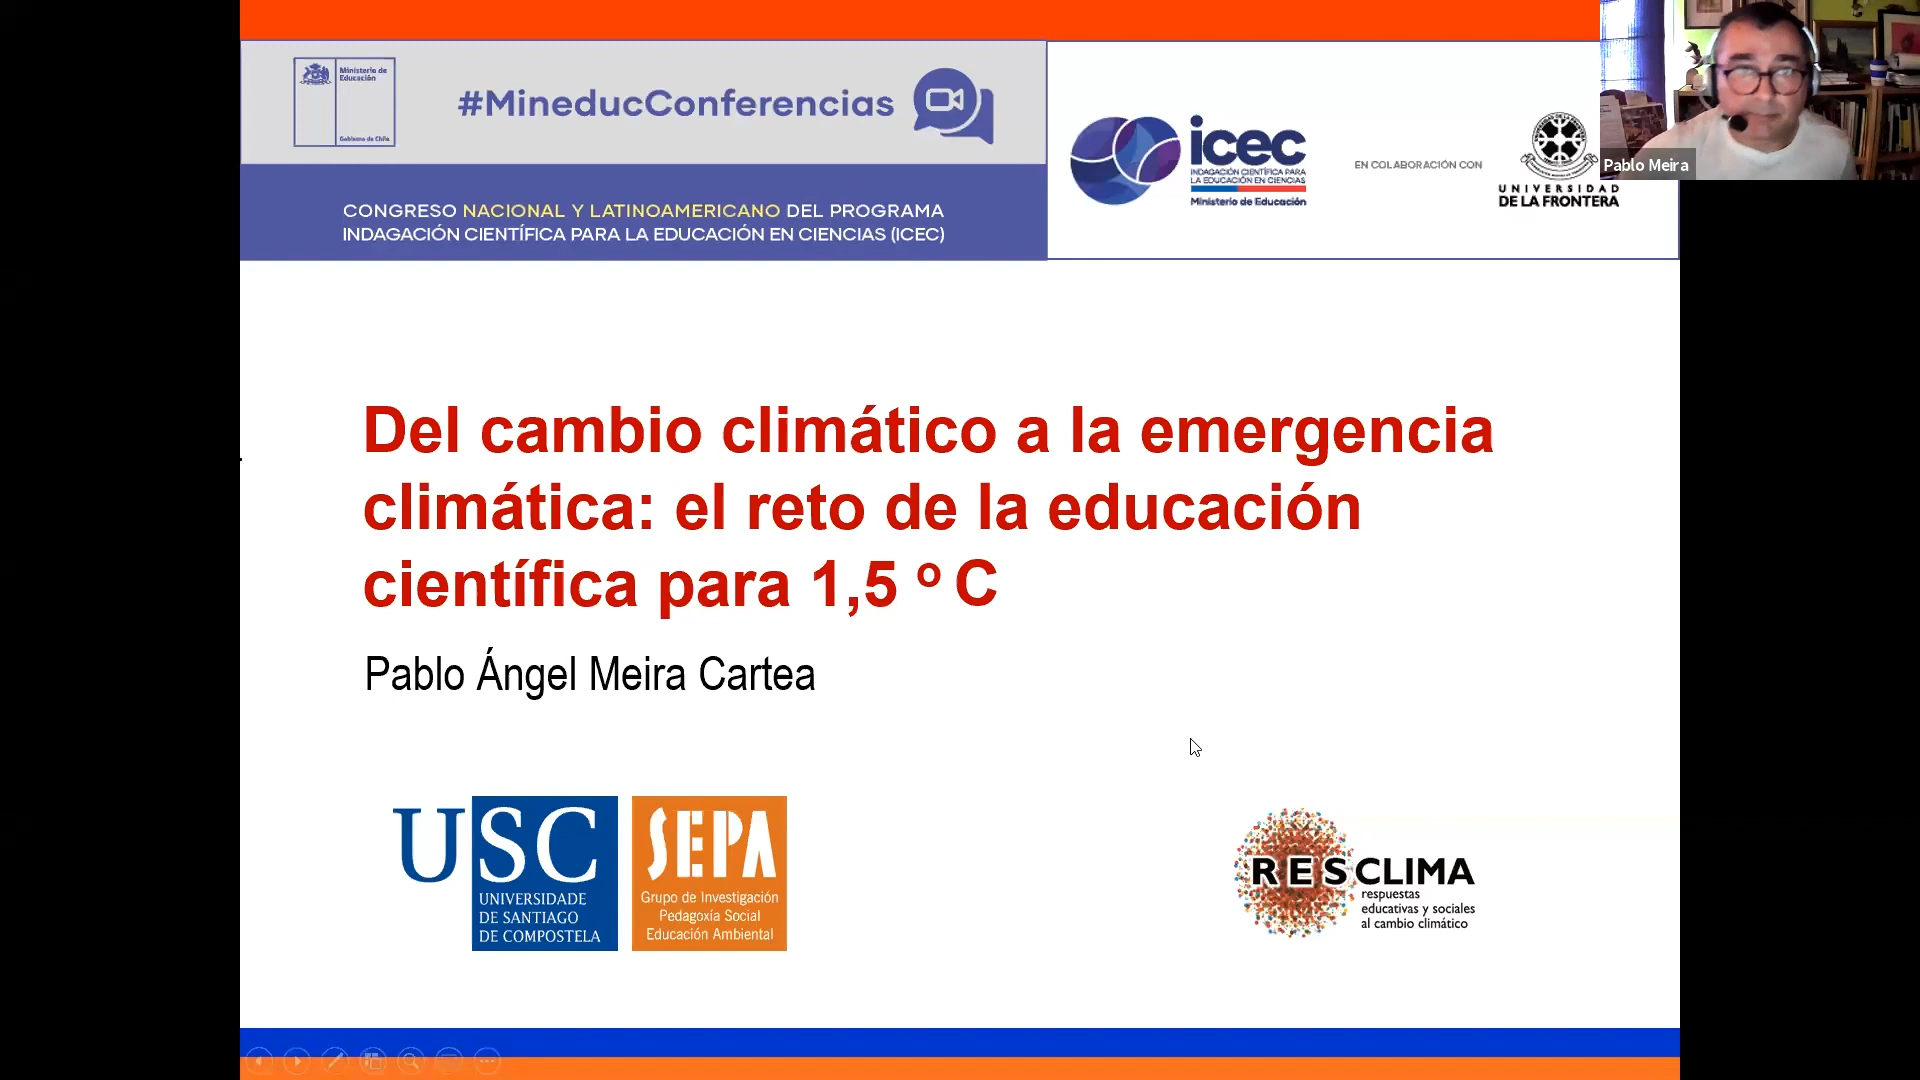 Ministerio de
Educación
Gobierno de Chile
#MineducConferencias
CONGRESO NACIONAL Y LATINOAMERICANO DEL PROGRAMA
INDAGACIÓN CIENTÍFICA PARA LA EDUCACIÓN EN CIENCIAS (ICEC)
icec
INDAGACIÓN CIENTÍFICA PARA
LA EDUCACIÓN EN CIENCIAS
Ministerio de Educación
EN COLABORACIÓN CON
UNIVERSIDAD
DE LA FRONTERA
Pablo Meira
Del cambio climático a la emergencia
climática: el reto de la educación
científica para 1,5 º C
Pablo Ángel Meira Cartea
USC
UNIVERSIDADE
DE SANTIAGO
DE COMPOSTELA
SEPA
Grupo de Investigación
Pedagoxía Social
Educación Ambiental
RESCLIMA
respuestas
educativas y sociales
al cambio climático